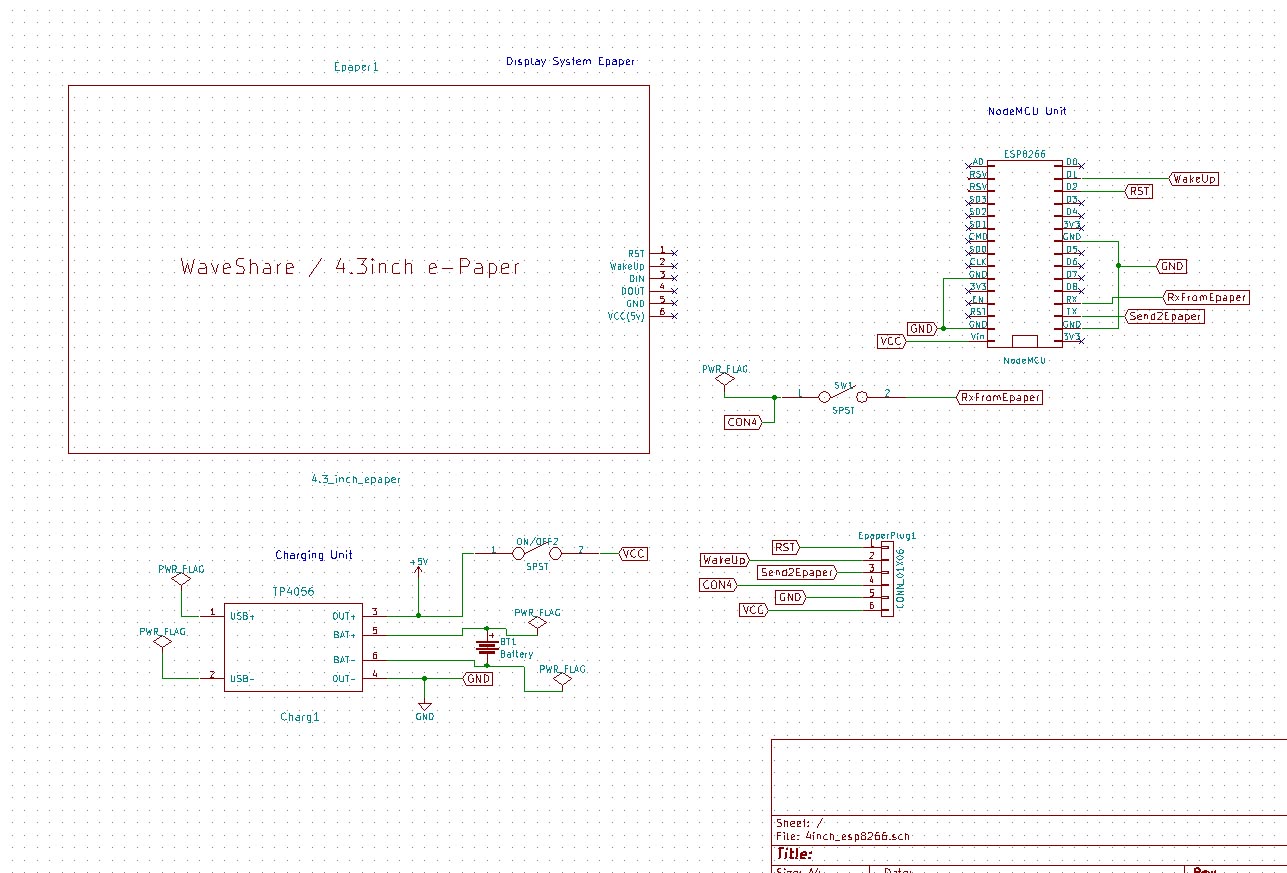 Display System Epaper
Epaper1
WaveShare / 4.3inch e-Paper
RST 1
WakeUp 2
DIN 3
DOUT 4
GND 5
VCC(5v) 6
4.3_inch_epaper
NodeMCU Unit
ESP8266
A0 D0
RSV D1 WakeUp
RSV D2 RST
SD3 D3
SD2 D4
SD1 3V3
CMD GND
SD0 D5
CLK D6 GND
GND D7
3V3 D8
EN RX RxFromEpaper
RST TX Send2Epaper
GND GND GND
VCC Vin 3V3
NodeMCU
PWR_FLAG
SW1
1 2 RxFromEpaper
SPST
CON4
Charging Unit
ON/OFF2
1 2 VCC
SPST
+5V
PWR_FLAG
TP4056
1 USB+ OUT+ 3
PWR_FLAG
BAT+ 5
PWR_FLAG
+
BT1
Battery
BAT- 6
PWR_FLAG
2 USB- OUT- 4 GND
GND
Charg1
EpaperPlug1
RST 1
WakeUp 2
Send2Epaper 3
CON4 4
GND 5
VCC 6
CONN_01X06
Sheet: /
File: 4inch_esp8266.sch
Title: